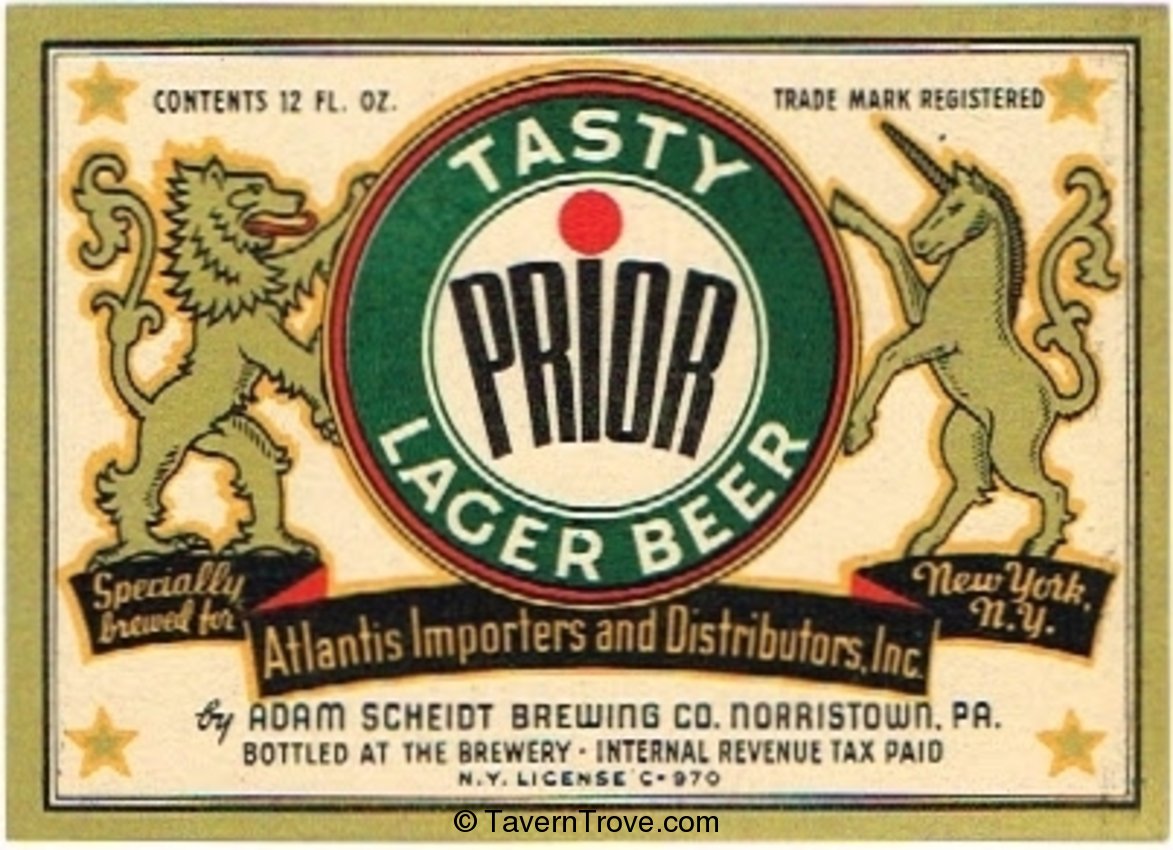 CONTENTS 12 FL. OZ.
TRADE MARK REGISTERED
TASTY
PRIOR
LAGER BEER
Specially
brewed for
Atlantis Importers and Distributors, Inc.
New York,
N.Y.
by ADAM SCHEIDT BREWING CO. NORRISTOWN, PA.
BOTTLED AT THE BREWERY · INTERNAL REVENUE TAX PAID
N.Y. LICENSE C-970
© TavernTrove.com